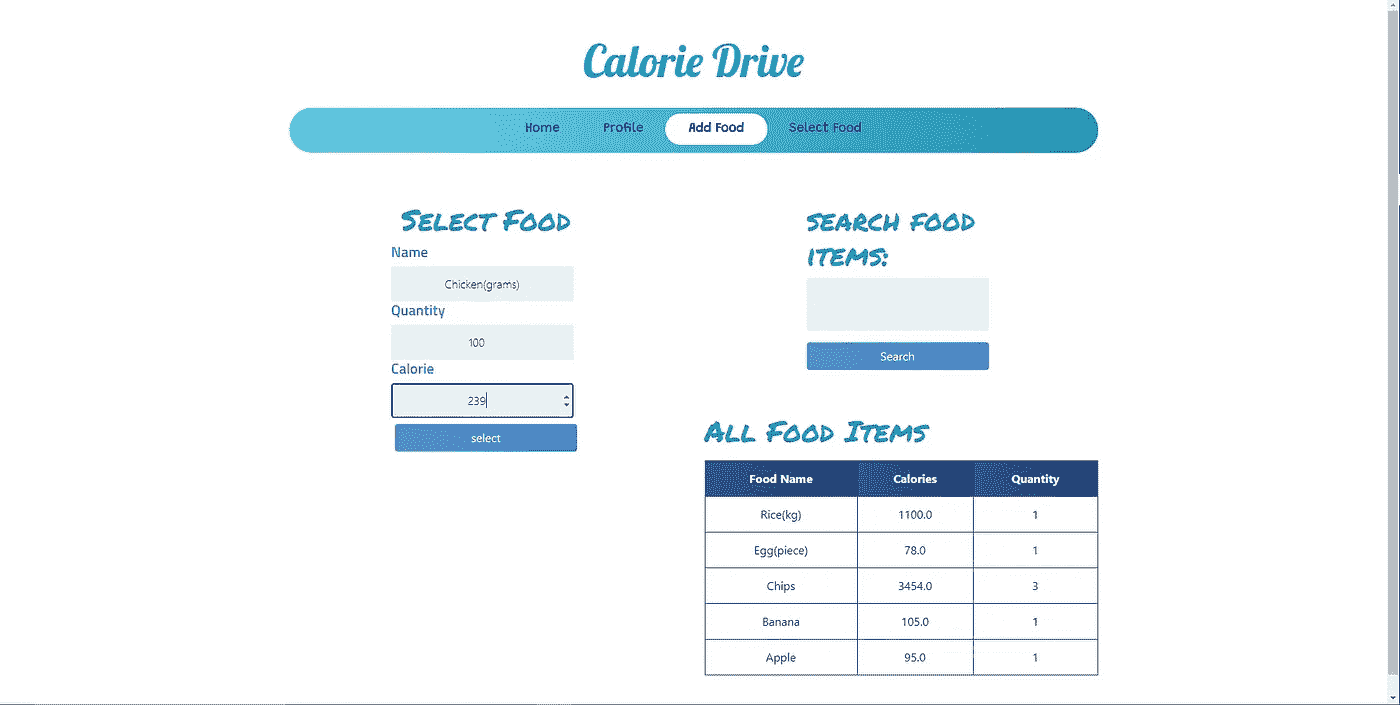 Calorie Drive
Home Profile Add Food Select Food
Select Food
Name
Chicken(grams)
Quantity
100
Calorie
239
select
Search food
items:
Search
All Food Items
Food Name Calories Quantity
Rice(kg) 1100.0 1
Egg(piece) 78.0 1
Chips 3454.0 3
Banana 105.0 1
Apple 95.0 1